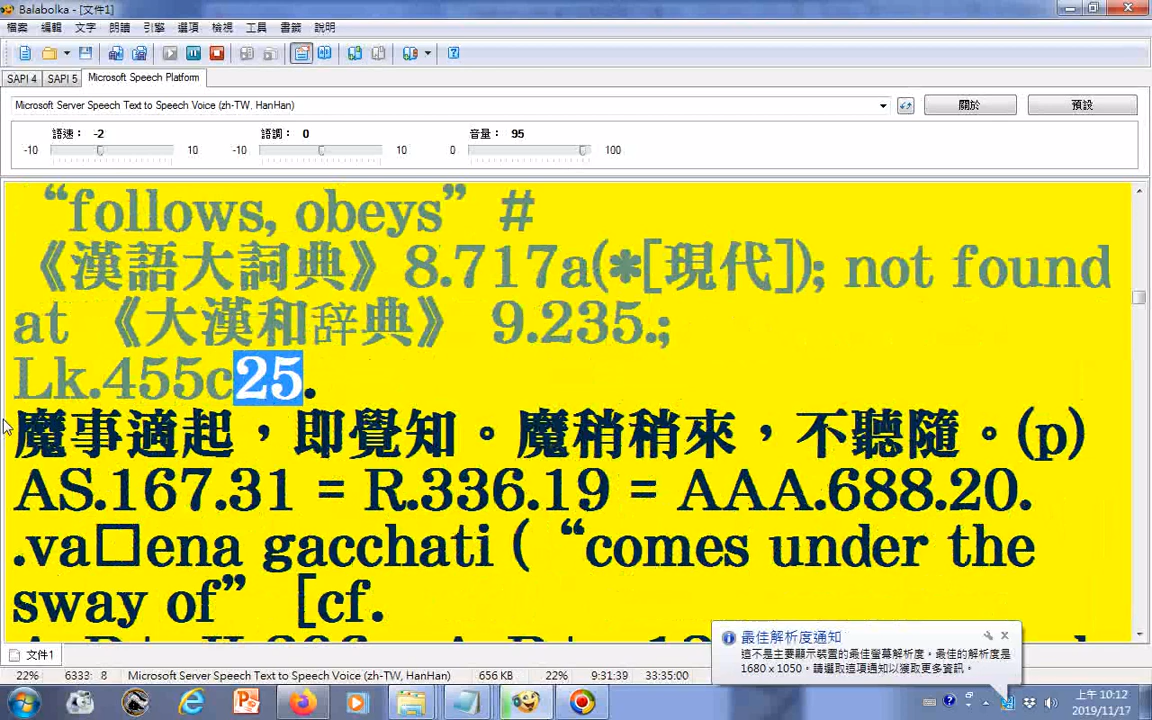 Balabolka - [文件1]
檔案 編輯 文字 朗讀 引擎 選項 檢視 工具 書籤 說明
SAPI 4 SAPI 5 Microsoft Speech Platform
Microsoft Server Speech Text to Speech Voice (zh-TW, HanHan) 關於 預設
語速： -2 語調： 0 音量： 95
-10 10 -10 10 0 100
“follows, obeys” #
《漢語大詞典》 8.717a(*[現代]); not found
at 《大漢和辞典》 9.235.;
Lk.455c25.
魔事適起，即覺知。魔稍稍來，不聽隨。(p)
AS.167.31 = R.336.19 = AAA.688.20.
.va□ena gacchati ( “comes under the
sway of” [cf.
最佳解析度通知
這不是主要顯示裝置的最佳螢幕解析度。最佳的解析度是
1680 x 1050。請選取這項通知以獲取更多資訊。
文件1
22% 6333: 8 Microsoft Server Speech Text to Speech Voice (zh-TW, HanHan) 656 KB 22% 9:31:39 33:35:00
上午 10:12
2019/11/17